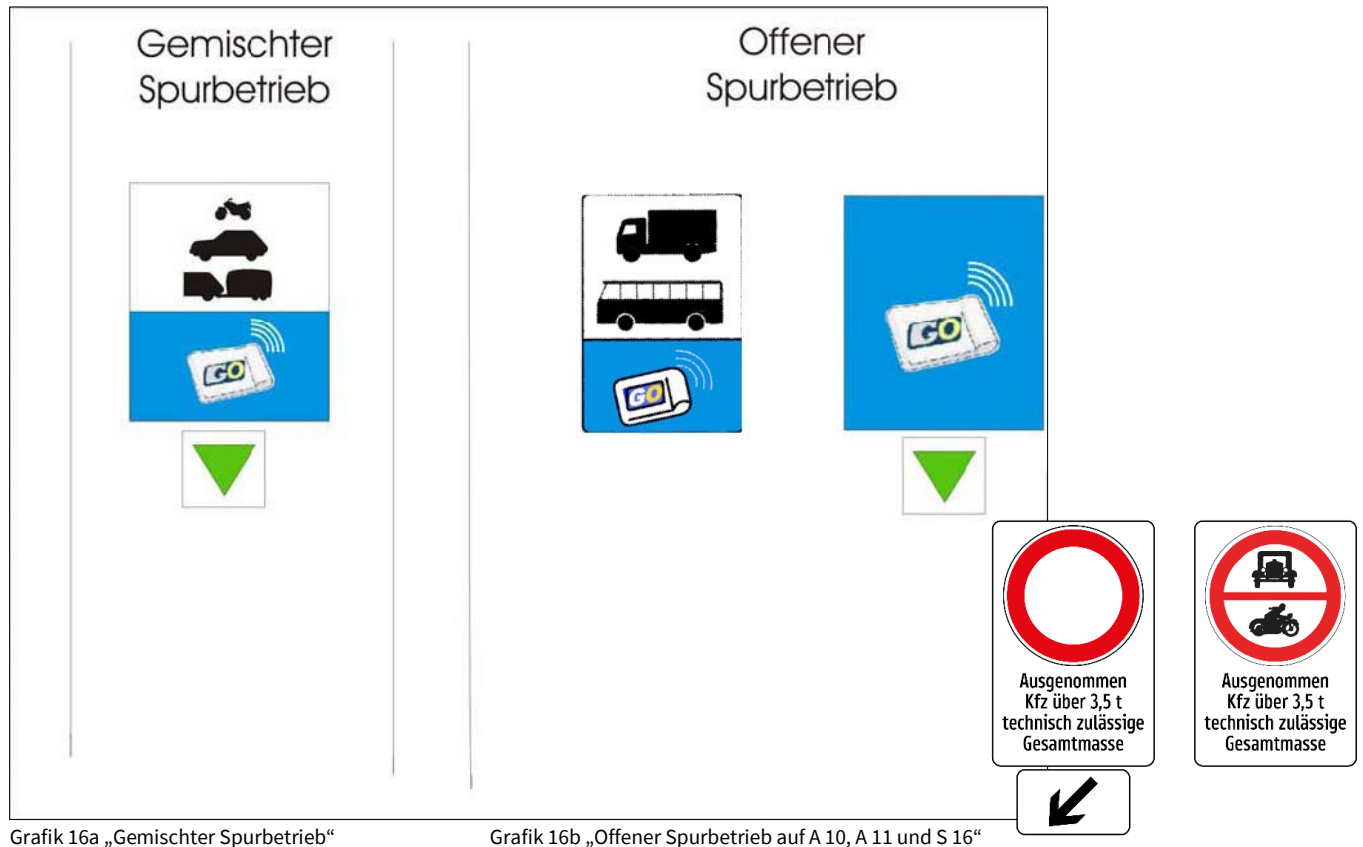 Gemischter
Spurbetrieb
Offener
Spurbetrieb
GO
GO
GO
Ausgenommen
Kfz über 3,5 t
technisch zulässige
Gesamtmasse
Ausgenommen
Kfz über 3,5 t
technisch zulässige
Gesamtmasse
Grafik 16a „Gemischter Spurbetrieb“
Grafik 16b „Offener Spurbetrieb auf A 10, A 11 und S 16“